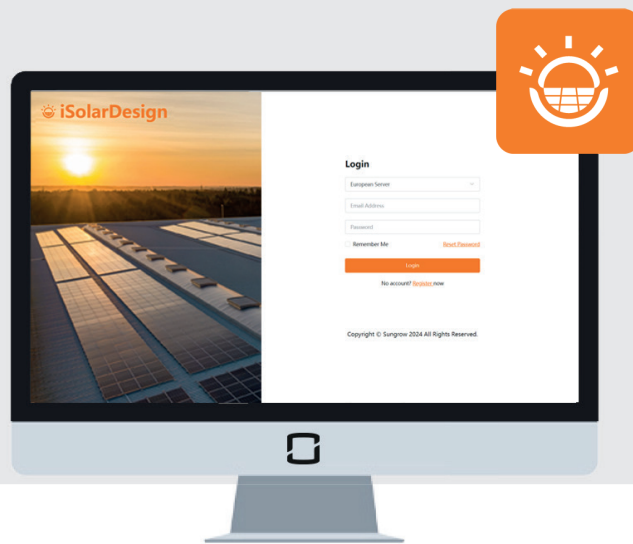 iSolarDesign
Login
European Server
Email Address
Password
Remember Me Reset Password
Login
No account? Register now
Copyright © Sungrow 2024 All Rights Reserved.